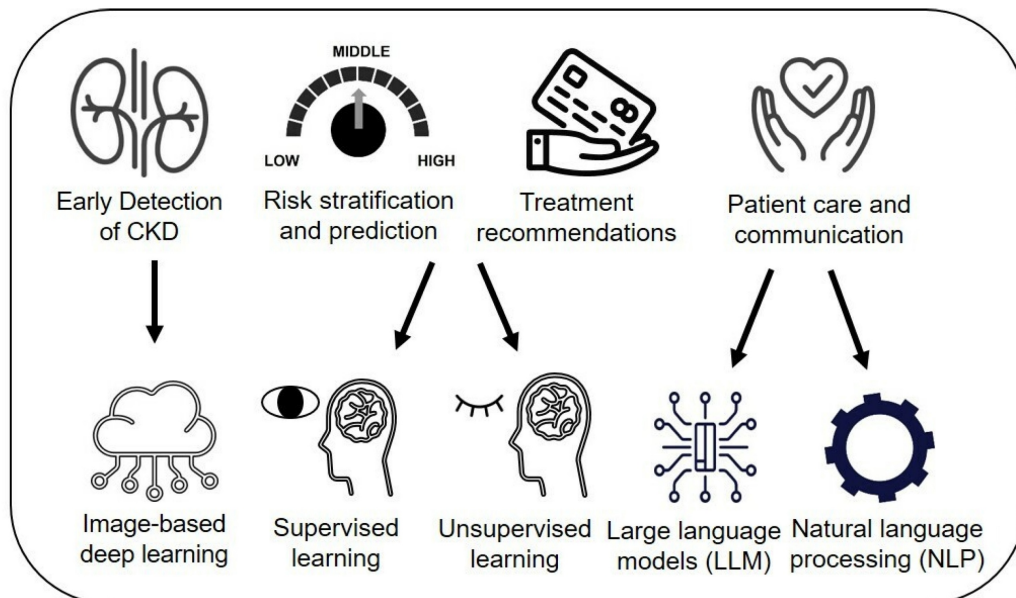 MIDDLE
LOW
HIGH
Early Detection
of CKD
Risk stratification
and prediction
Treatment
recommendations
Patient care and
communication
Image-based
deep learning
Supervised
learning
Unsupervised
learning
Large language
models (LLM)
Natural language
processing (NLP)